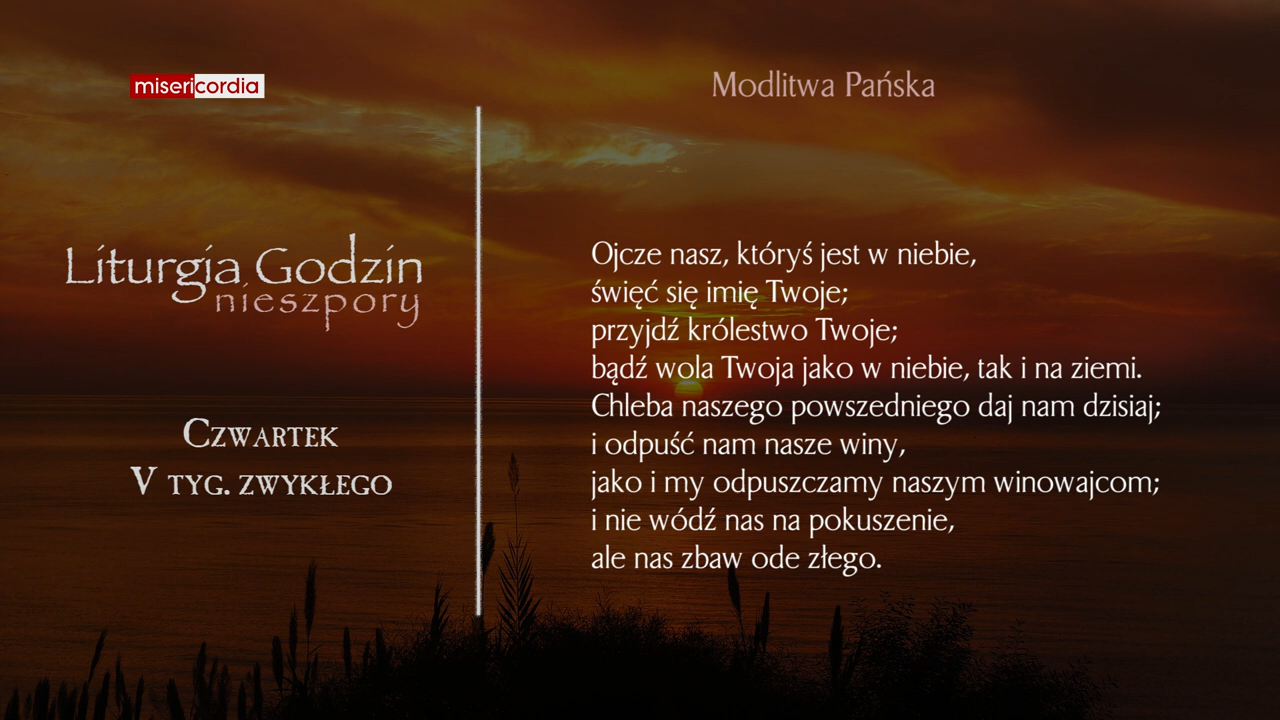 misericordia
Modlitwa Pańska
Liturgia Godzin
nieszpory
Czwartek
V tyg. zwykłego
Ojcze nasz, któryś jest w niebie,
święć się imię Twoje;
przyjdź królestwo Twoje;
bądź wola Twoja jako w niebie, tak i na ziemi.
Chleba naszego powszedniego daj nam dzisiaj;
i odpuść nam nasze winy,
jako i my odpuszczamy naszym winowajcom;
i nie wódź nas na pokuszenie,
ale nas zbaw ode złego.